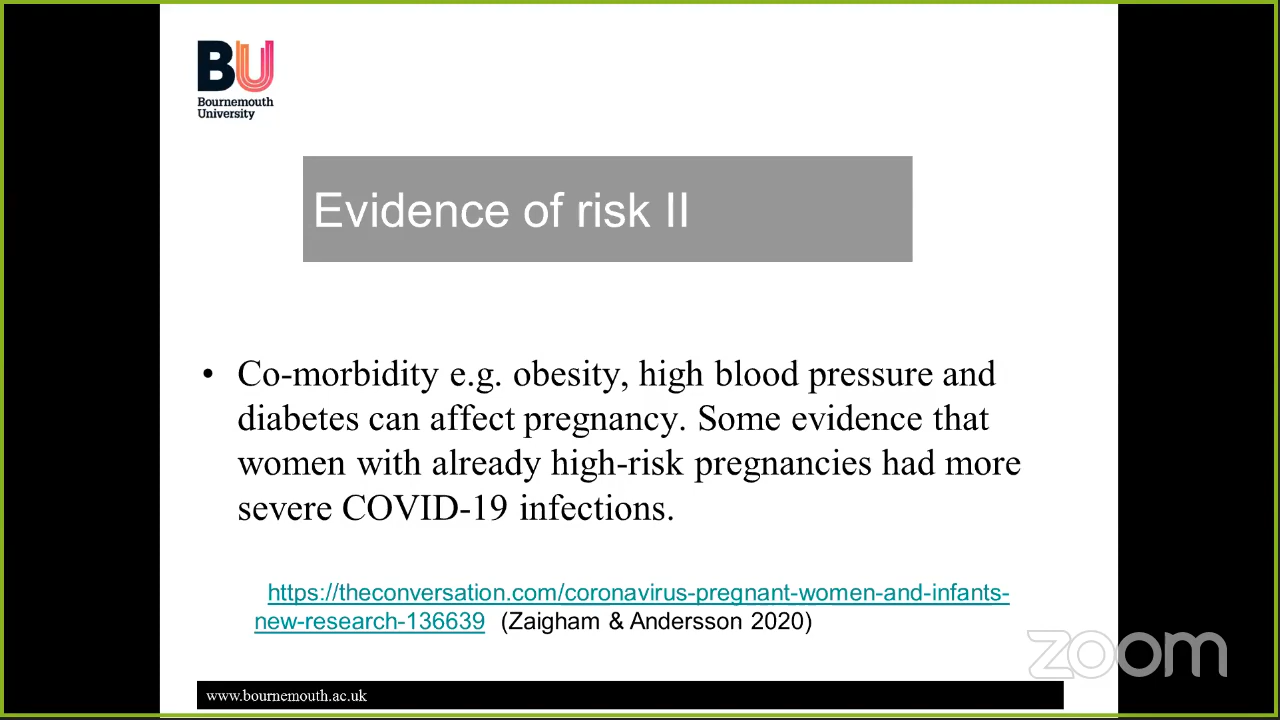 BU
Bournemouth
University
Evidence of risk II
• Co-morbidity e.g. obesity, high blood pressure and
diabetes can affect pregnancy. Some evidence that
women with already high-risk pregnancies had more
severe COVID-19 infections.
https://theconversation.com/coronavirus-pregnant-women-and-infants-
new-research-136639 (Zaigham & Andersson 2020)
zoom
www.bournemouth.ac.uk